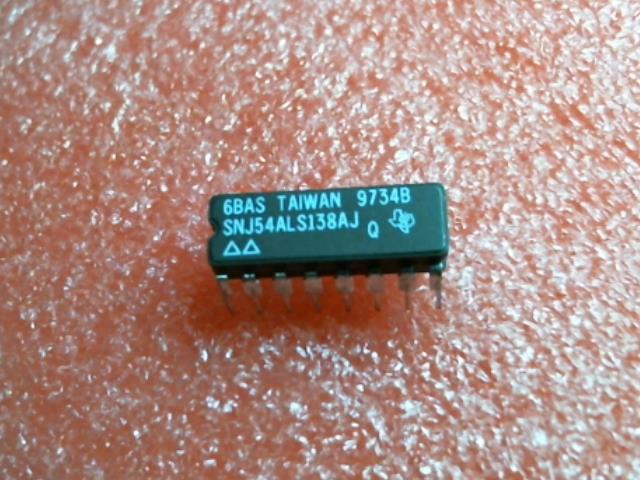 6BAS TAIWAN 9734B
SNJ54ALS138AJ Q
△△